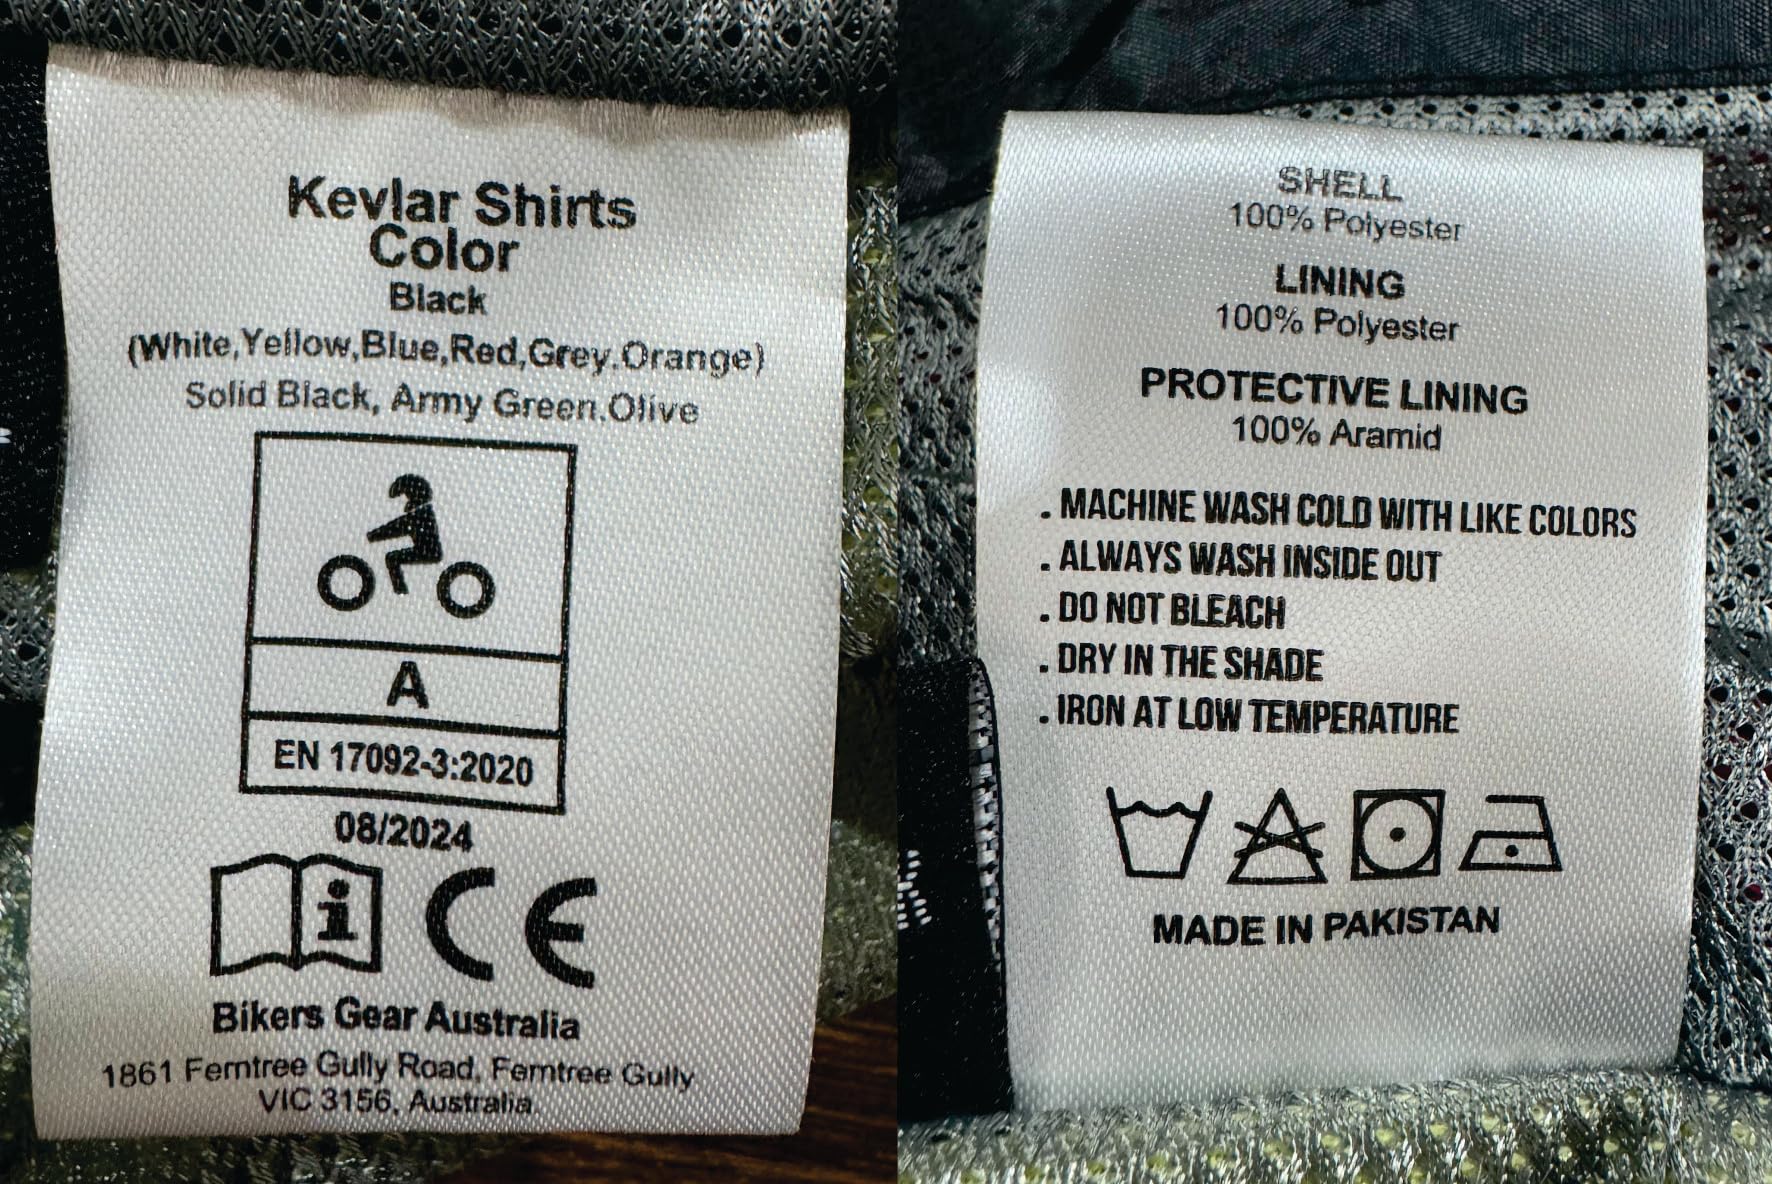 Kevlar Shirts
Color
Black
(White,Yellow,Blue,Red,Grey.Orange)
Solid Black, Army Green.Olive
A
EN 17092-3:2020
08/2024
i
CE
Bikers Gear Australia
1861 Ferntree Gully Road, Ferntree Gully
VIC 3156, Australia.
SHELL
100% Polyester
LINING
100% Polyester
PROTECTIVE LINING
100% Aramid
. MACHINE WASH COLD WITH LIKE COLORS
. ALWAYS WASH INSIDE OUT
. DO NOT BLEACH
. DRY IN THE SHADE
. IRON AT LOW TEMPERATURE
MADE IN PAKISTAN